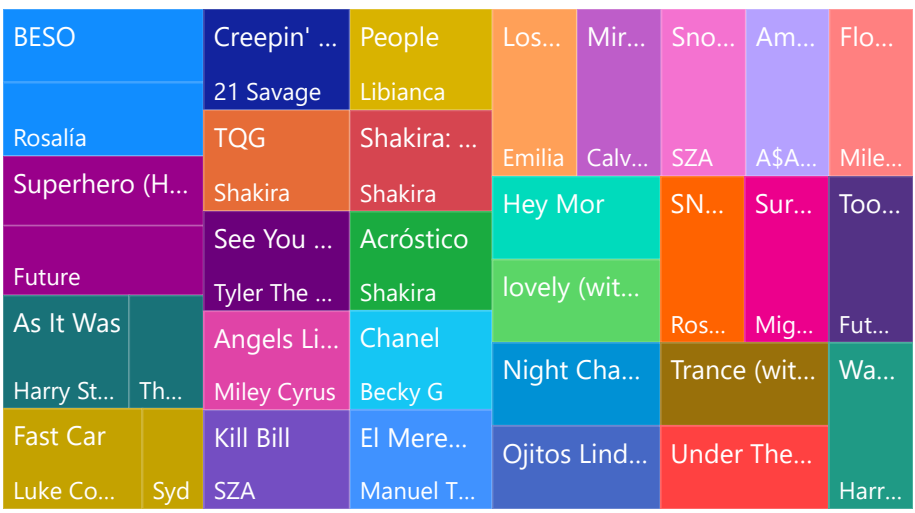 BESO
Rosalía
Superhero (H...
Future
As It Was
Harry St...
Th...
Fast Car
Luke Co...
Syd
Creepin' ...
21 Savage
TQG
Shakira
See You ...
Tyler The ...
Angels Li...
Miley Cyrus
Kill Bill
SZA
People
Libianca
Shakira: ...
Shakira
Acróstico
Shakira
Chanel
Becky G
El Mere...
Manuel T...
Los...
Emilia
Mir...
Calv...
Sno...
SZA
Am...
A$A...
Flo...
Mile...
Hey Mor
lovely (wit...
Night Cha...
Ojitos Lind...
SN...
Ros...
Sur...
Mig...
Too...
Fut...
Trance (wit...
Under The...
Wa...
Harr...